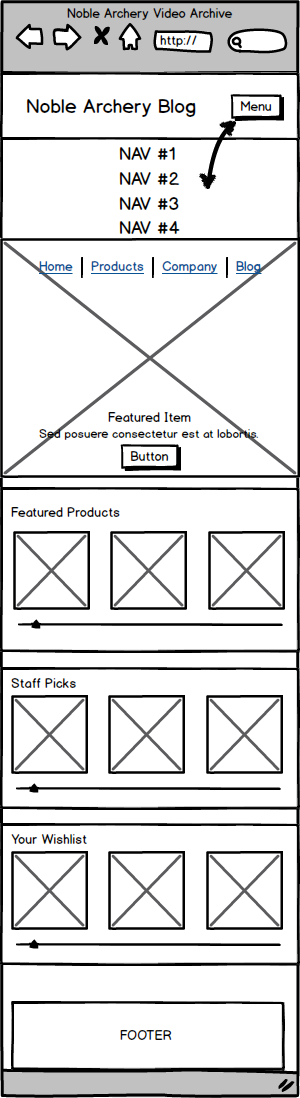 Noble Archery Video Archive
http://
Noble Archery Blog
Menu
NAV #1
NAV #2
NAV #3
NAV #4
Home Products Company Blog
Featured Item
Sed posuere consectetur est at lobortis.
Button
Featured Products
Staff Picks
Your Wishlist
FOOTER